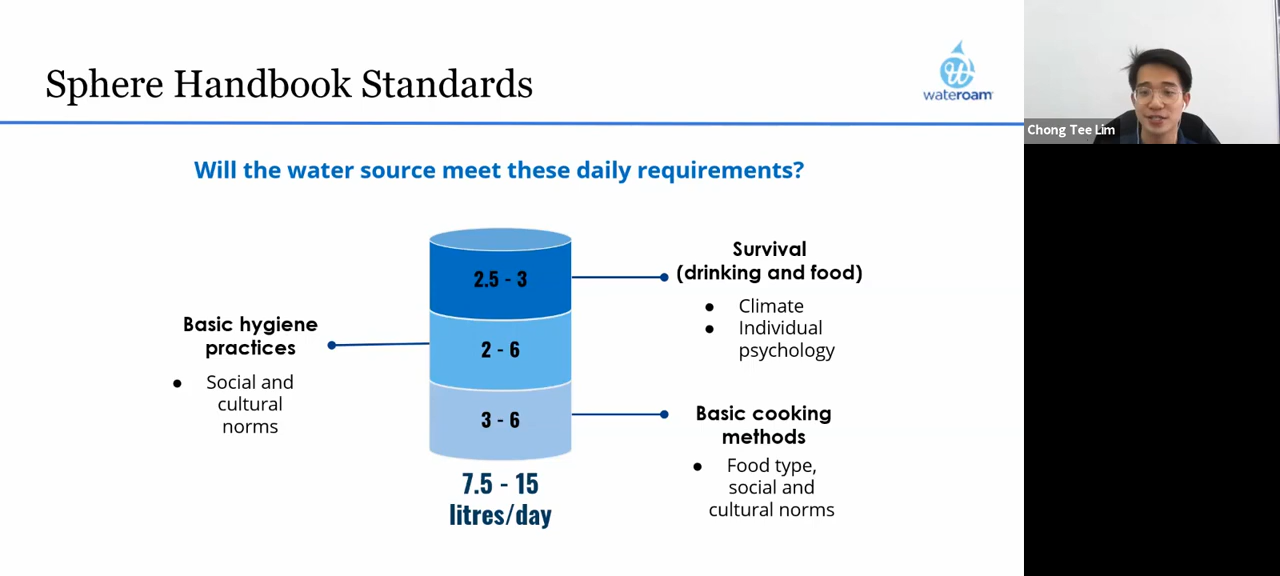 Sphere Handbook Standards
wateroam
Chong Tee Lim
Will the water source meet these daily requirements?
2.5 - 3
Survival
(drinking and food)
● Climate
● Individual
psychology
Basic hygiene
practices
● Social and
cultural
norms
2 - 6
3 - 6
Basic cooking
methods
● Food type,
social and
cultural norms
7.5 - 15
litres/day